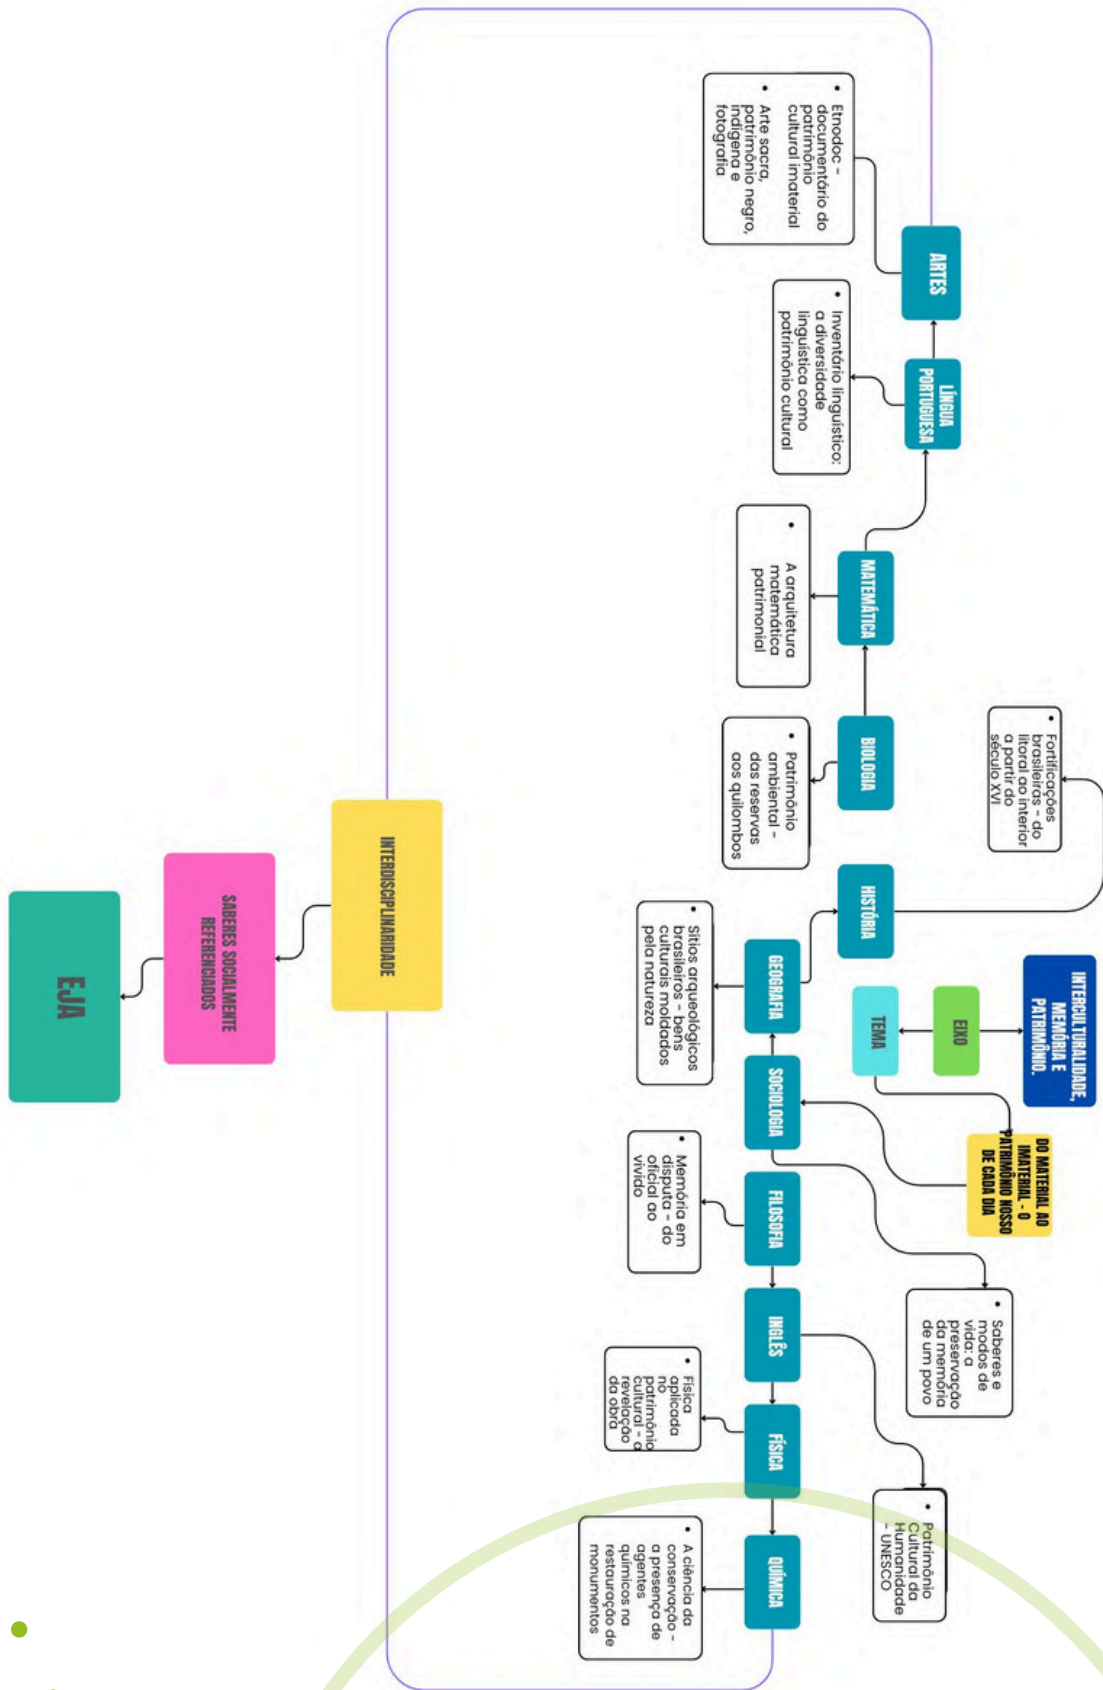 INTERCULTURALIDADE,
MEMÓRIA E
PATRIMÔNIO.
EIXO
TEMA
DO MATERIAL AO
IMATERIAL - O
PATRIMÔNIO NOSSO
DE CADA DIA
• Fortificações
brasileiras - do
litoral ao interior
a partir do
século XVI
• Saberes e
modos de
vida: a
preservação
da memória
de um povo
• Patrimônio
Cultural da
Humanidade
- UNESCO
ARTES
LÍNGUA
PORTUGUESA
MATEMÁTICA
BIOLOGIA
HISTÓRIA
GEOGRAFIA
SOCIOLOGIA
FILOSOFIA
INGLÊS
FÍSICA
QUÍMICA
• Etnodoc -
documentário do
patrimônio
cultural imaterial
• Arte sacra,
patrimônio negro,
indígena e
fotografia
• Inventário linguístico:
a diversidade
linguística como
patrimônio cultural
• A arquitetura
matemática
patrimonial
• Patrimônio
ambiental -
das reservas
aos quilombos
• Sítios arqueológicos
brasileiros - bens
culturais moldados
pela natureza
• Memória em
disputa - do
oficial ao
vivido
• Física
aplicada
no
patrimônio
cultural - a
revelação
da obra
• A ciência da
conservação -
a presença de
agentes
químicos na
restauração de
monumentos
INTERDISCIPLINARIDADE
SABERES SOCIALMENTE
REFERENCIADOS
EJA